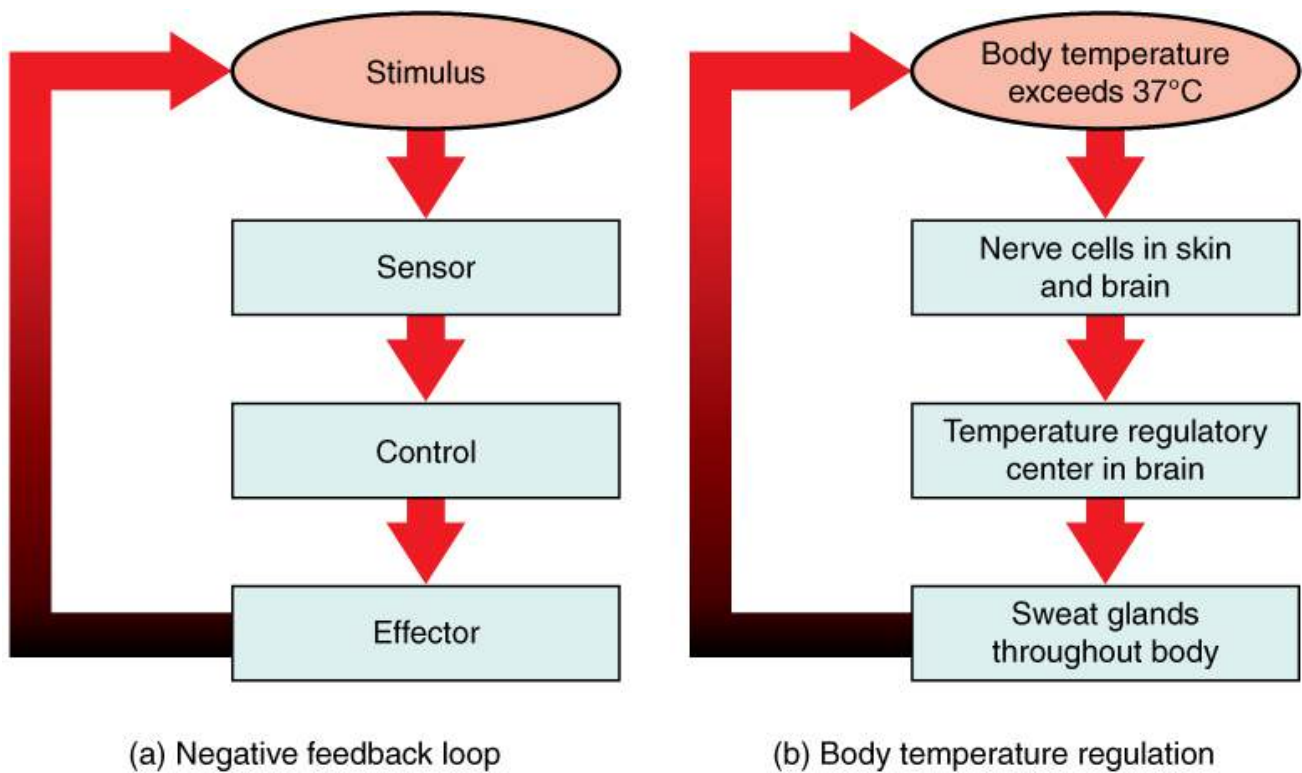 Stimulus
Sensor
Control
Effector
(a) Negative feedback loop
Body temperature
exceeds 37°C
Nerve cells in skin
and brain
Temperature regulatory
center in brain
Sweat glands
throughout body
(b) Body temperature regulation